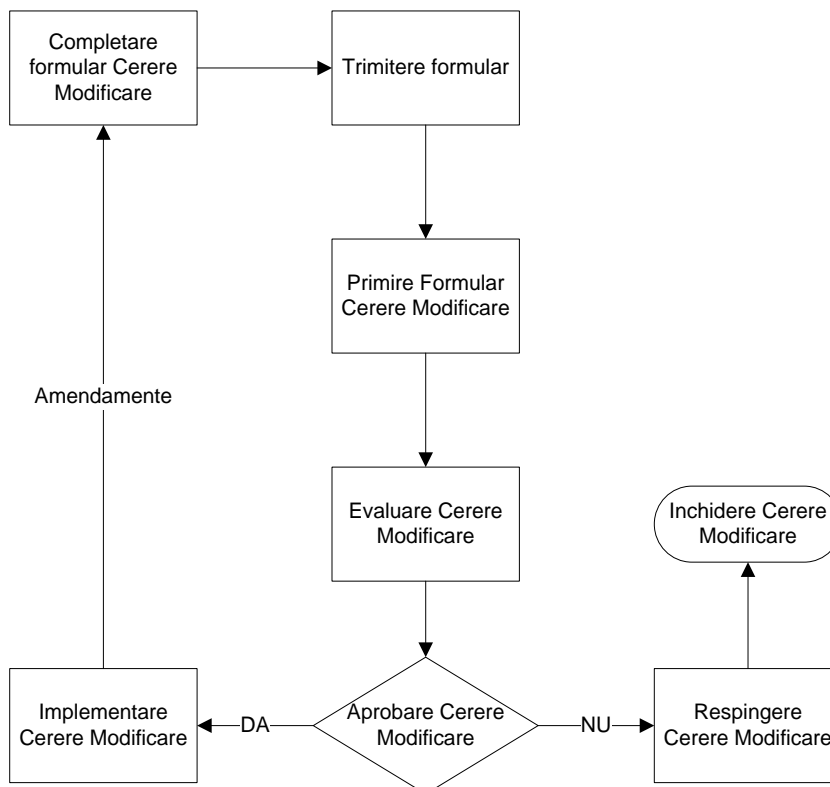 Completare
formular Cerere
Modificare
Trimitere formular
Primire Formular
Cerere Modificare
Amendamente
Evaluare Cerere
Modificare
Inchidere Cerere
Modificare
Implementare
Cerere Modificare
DA
Aprobare Cerere
Modificare
NU
Respingere
Cerere Modificare